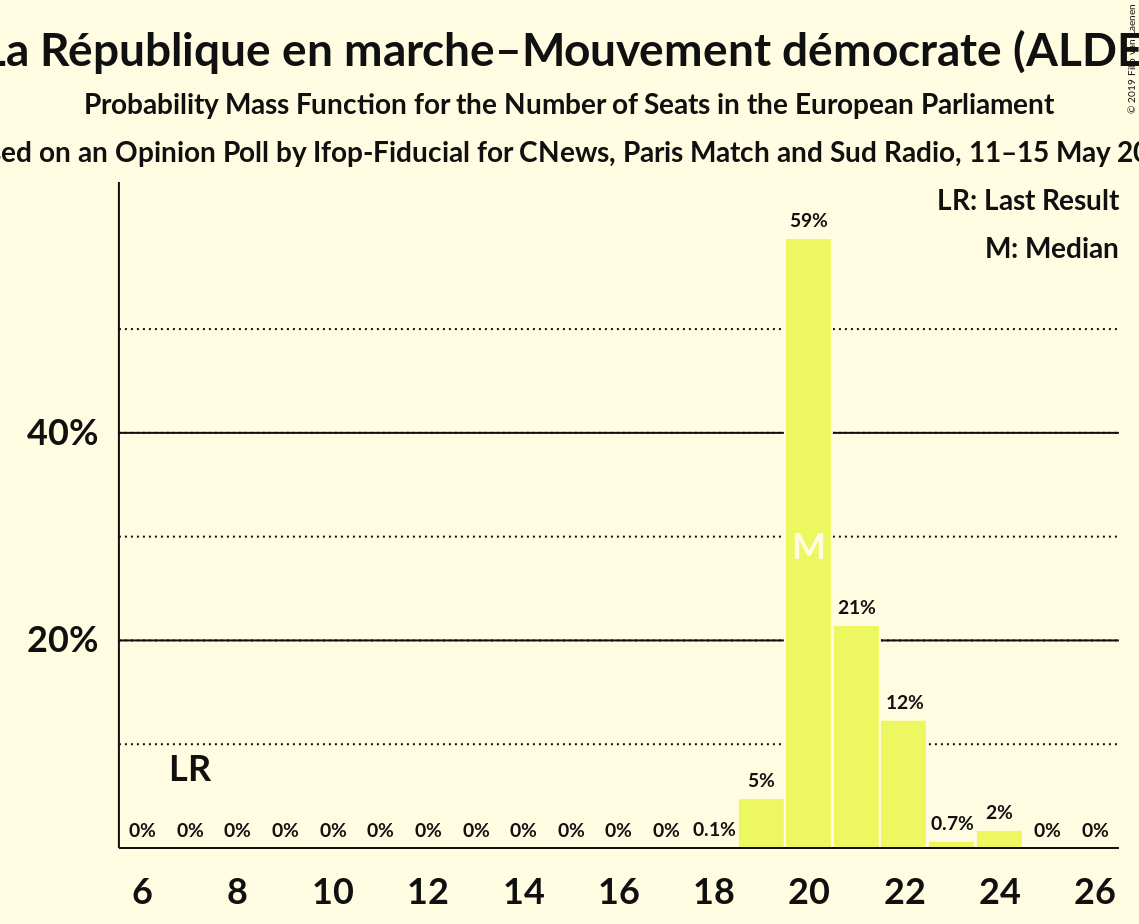 La République en marche–Mouvement démocrate (ALDE
Probability Mass Function for the Number of Seats in the European Parliament
sed on an Opinion Poll by Ifop-Fiducial for CNews, Paris Match and Sud Radio, 11–15 May 20
© 2019 Filip van Laenen
LR: Last Result
M: Median
59%
40%
M
21%
20%
12%
LR
5%
0% 0% 0% 0% 0% 0% 0% 0% 0% 0% 0% 0% 0.1% 0.7% 2% 0% 0%
6 8 10 12 14 16 18 20 22 24 26